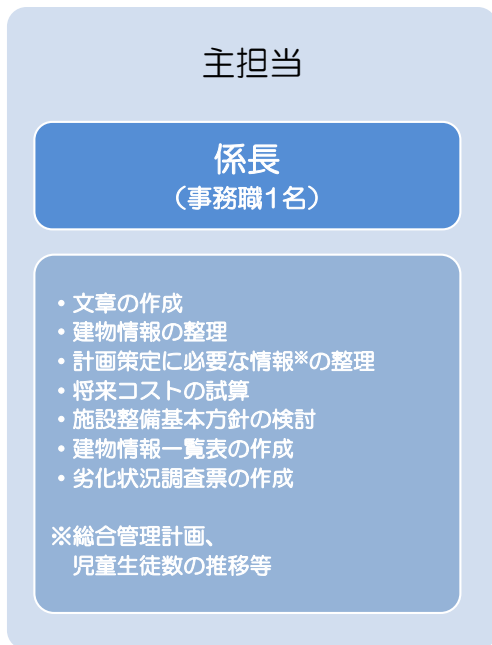 主担当
係長
（事務職1名）
・文章の作成
・建物情報の整理
・計画策定に必要な情報※の整理
・将来コストの試算
・施設整備基本方針の検討
・建物情報一覧表の作成
・劣化状況調査票の作成
※総合管理計画、
児童生徒数の推移等